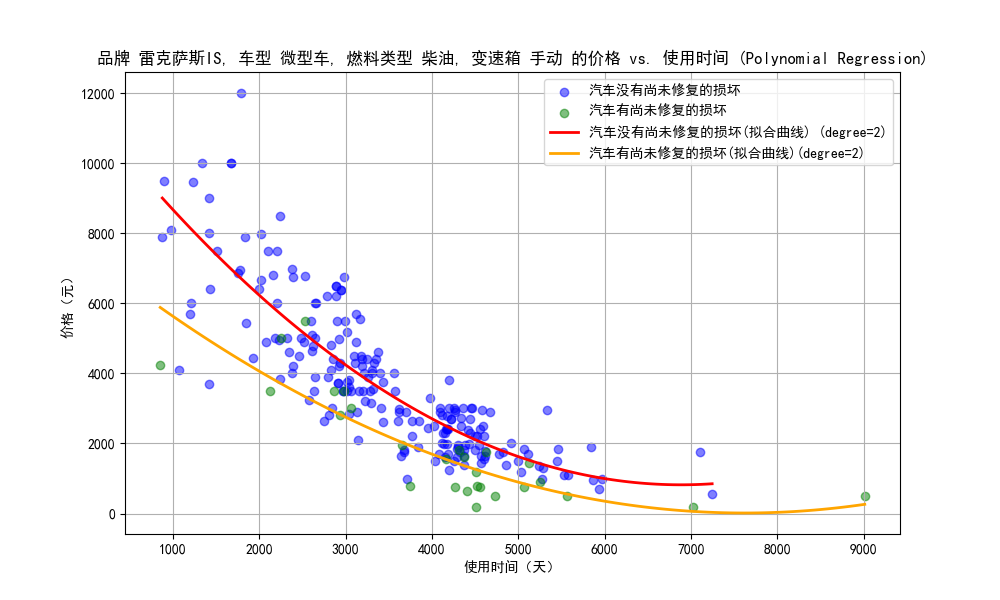 品牌 雷克萨斯IS, 车型 微型车, 燃料类型 柴油, 变速箱 手动 的价格 vs. 使用时间 (Polynomial Regression)
汽车没有尚未修复的损坏
汽车有尚未修复的损坏
汽车没有尚未修复的损坏(拟合曲线) (degree=2)
汽车有尚未修复的损坏(拟合曲线)(degree=2)
价格（元）
12000
10000
8000
6000
4000
2000
0
1000 2000 3000 4000 5000 6000 7000 8000 9000
使用时间（天）